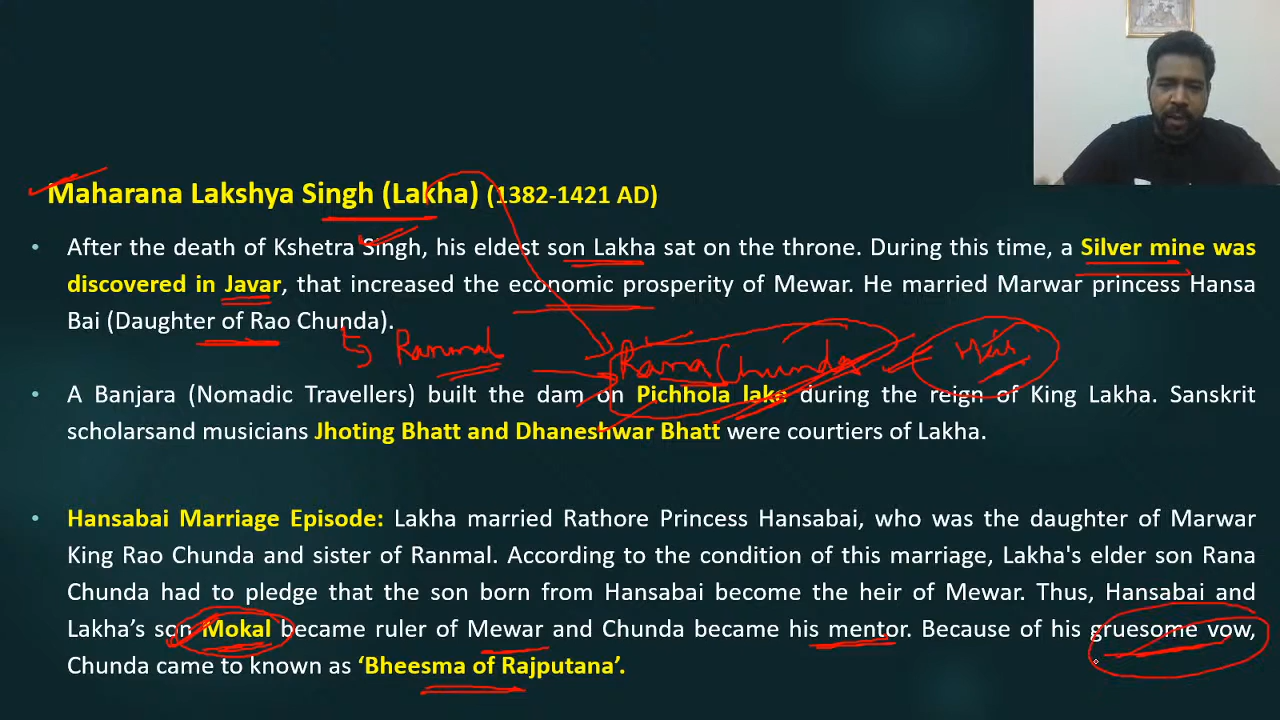 Maharana Lakshya Singh (Lakha) (1382-1421 AD)
• After the death of Kshetra Singh, his eldest son Lakha sat on the throne. During this time, a Silver mine was
discovered in Javar, that increased the economic prosperity of Mewar. He married Marwar princess Hansa
Bai (Daughter of Rao Chunda).
Ranmal
Rana Chunda
• A Banjara (Nomadic Travellers) built the dam on Pichhola lake during the reign of King Lakha. Sanskrit
scholarsand musicians Jhoting Bhatt and Dhaneshwar Bhatt were courtiers of Lakha.
• Hansabai Marriage Episode: Lakha married Rathore Princess Hansabai, who was the daughter of Marwar
King Rao Chunda and sister of Ranmal. According to the condition of this marriage, Lakha's elder son Rana
Chunda had to pledge that the son born from Hansabai become the heir of Mewar. Thus, Hansabai and
Lakha’s son Mokal became ruler of Mewar and Chunda became his mentor. Because of his gruesome vow,
Chunda came to known as ‘Bheesma of Rajputana’.